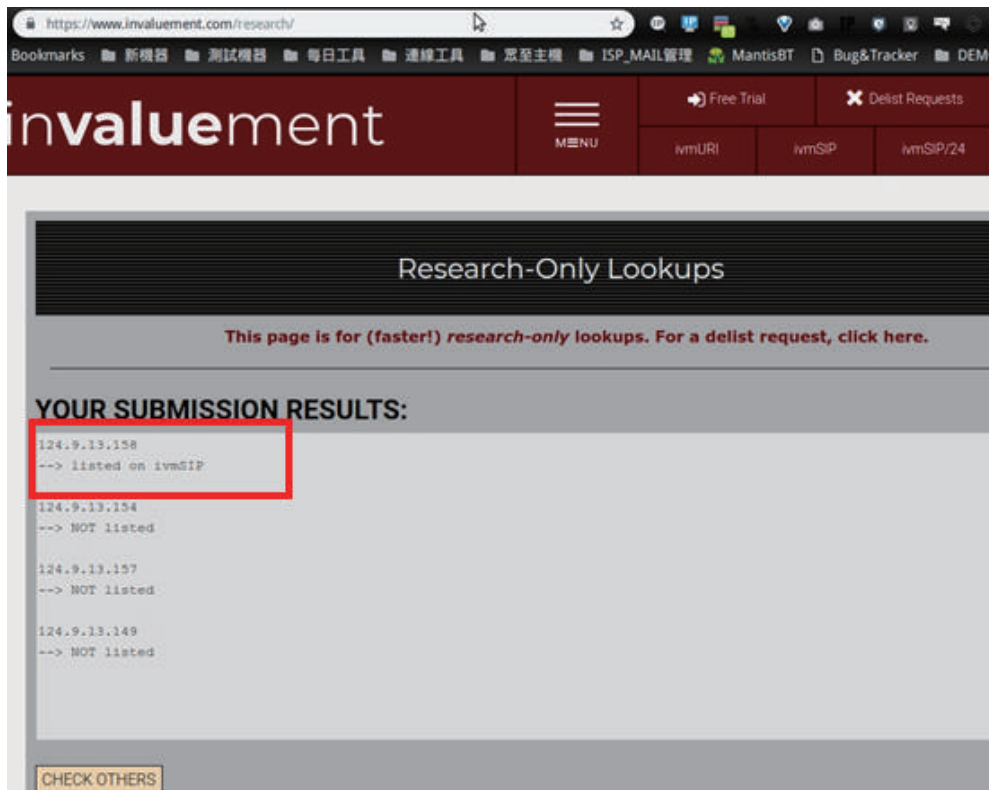 https://www.invaluement.com/research/
Bookmarks 新機器 測試機器 每日工具 連線工具 眾至主機 ISP_MAIL管理 MantisBT Bug&Tracker DEM
invaluement
MENU
Free Trial
Delist Requests
ivmURI
ivmSIP
ivmSIP/24
Research-Only Lookups
This page is for (faster!) research-only lookups. For a delist request, click here.
YOUR SUBMISSION RESULTS:
124.9.13.158
--> listed on ivmSIP
124.9.13.154
--> NOT listed
124.9.13.157
--> NOT listed
124.9.13.149
--> NOT listed
CHECK OTHERS